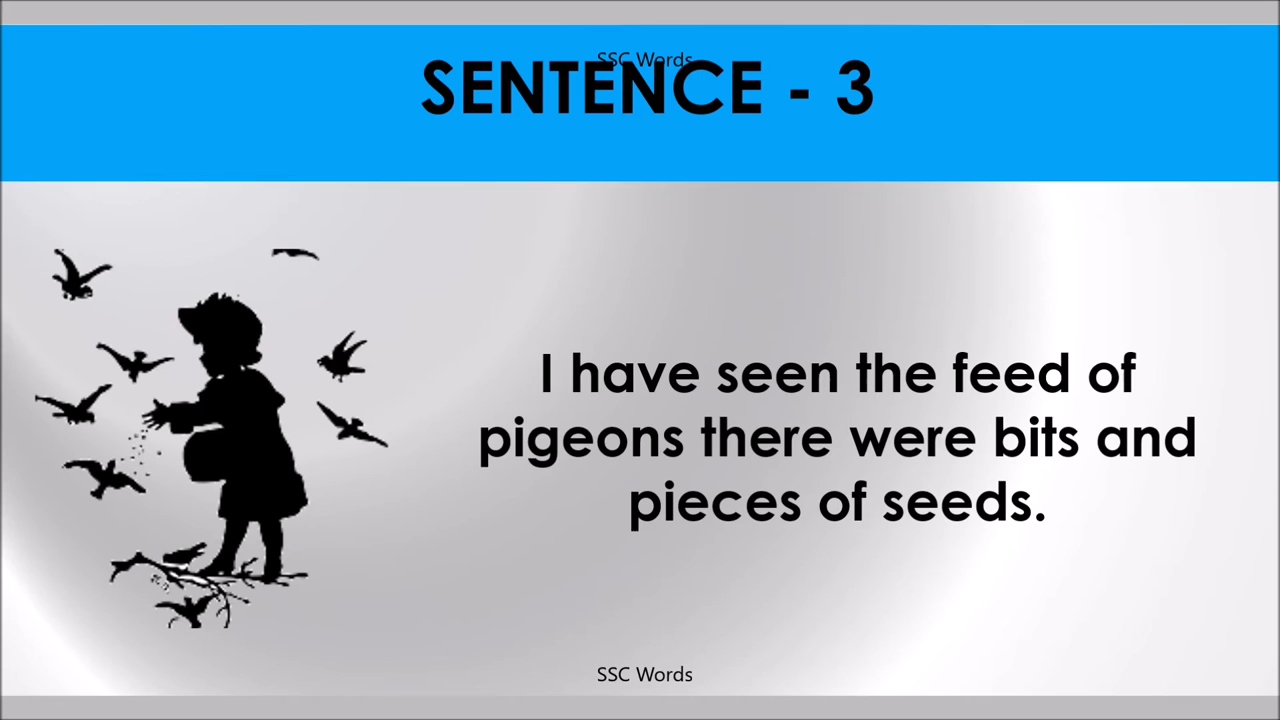 SSC Words
SENTENCE - 3
I have seen the feed of
pigeons there were bits and
pieces of seeds.
SSC Words